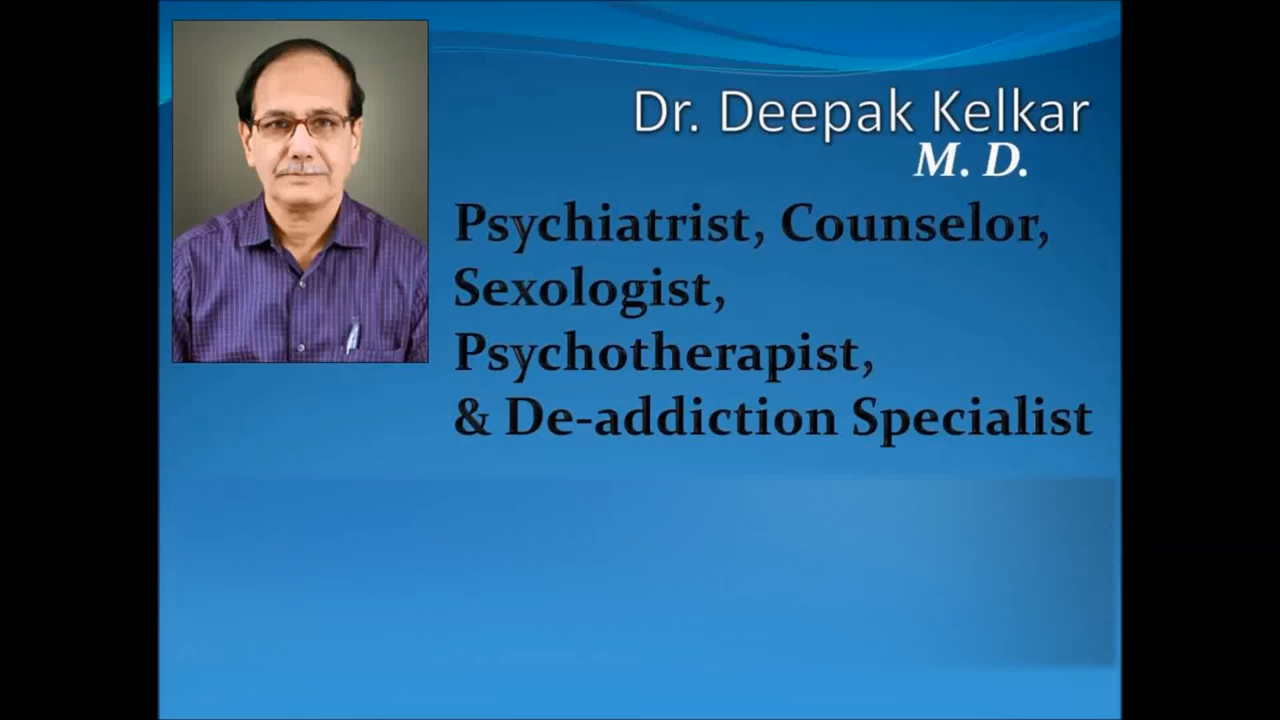 Dr. Deepak Kelkar
M. D.
Psychiatrist, Counselor,
Sexologist,
Psychotherapist,
& De-addiction Specialist